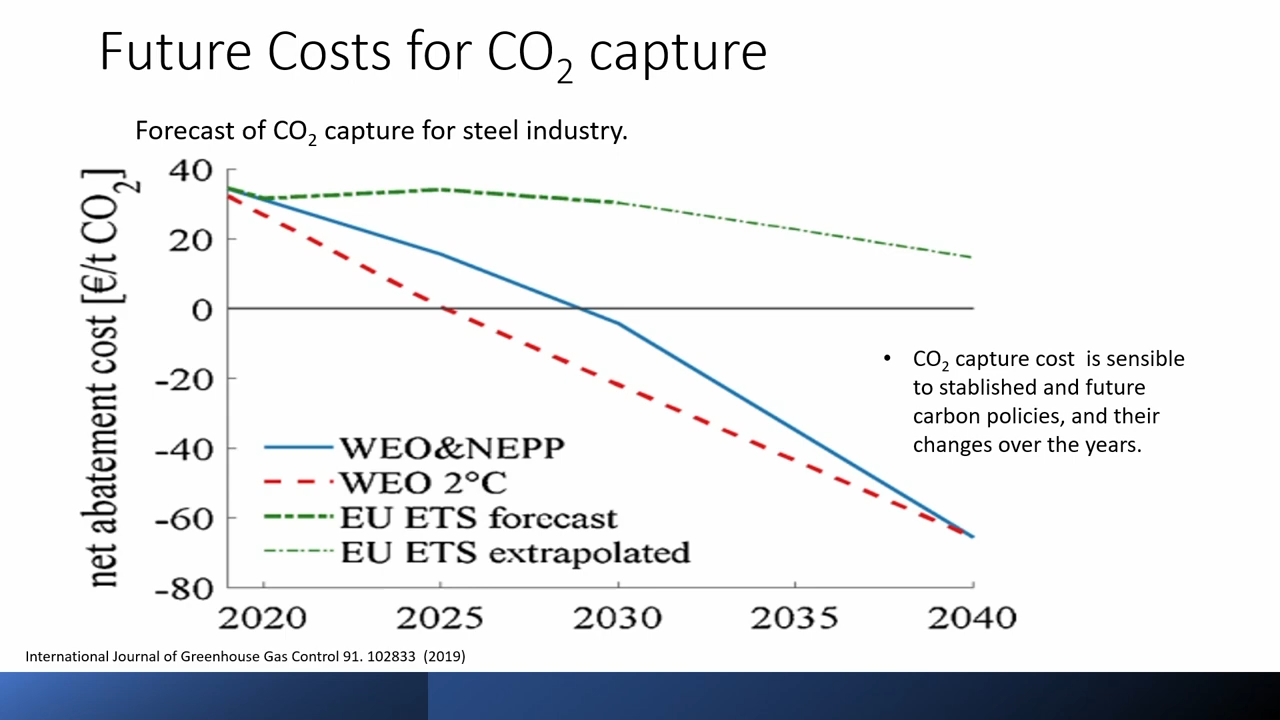 Future Costs for CO2 capture
Forecast of CO2 capture for steel industry.
net abatement cost [€/t CO2]
40
20
0
-20
-40
-60
-80
WEO&NEPP
WEO 2°C
EU ETS forecast
EU ETS extrapolated
2020 2025 2030 2035 2040
• CO2 capture cost is sensible
to stablished and future
carbon policies, and their
changes over the years.
International Journal of Greenhouse Gas Control 91. 102833 (2019)